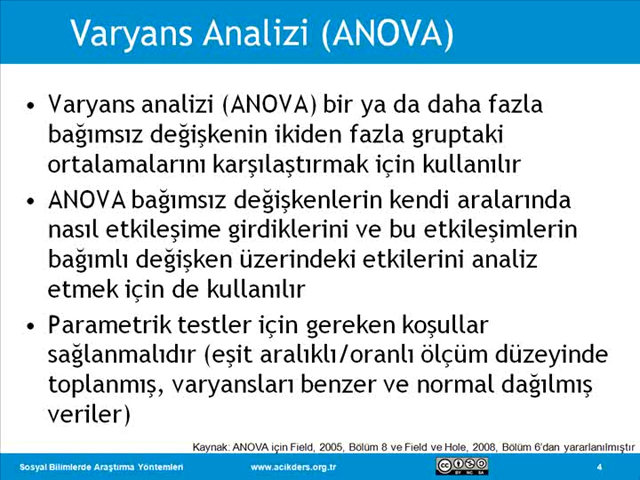 Varyans Analizi (ANOVA)
• Varyans analizi (ANOVA) bir ya da daha fazla
bağımsız değişkenin ikiden fazla gruptaki
ortalamalarını karşılaştırmak için kullanılır
• ANOVA bağımsız değişkenlerin kendi aralarında
nasıl etkileşime girdiklerini ve bu etkileşimlerin
bağımlı değişken üzerindeki etkilerini analiz
etmek için de kullanılır
• Parametrik testler için gereken koşullar
sağlanmalıdır (eşit aralıklı/oranlı ölçüm düzeyinde
toplanmış, varyansları benzer ve normal dağılmış
veriler)
Kaynak: ANOVA için Field, 2005, Bölüm 8 ve Field ve Hole, 2008, Bölüm 6'dan yararlanılmıştır
Sosyal Bilimlerde Araştırma Yöntemleri www.acikders.org.tr cc BY NC SA 4